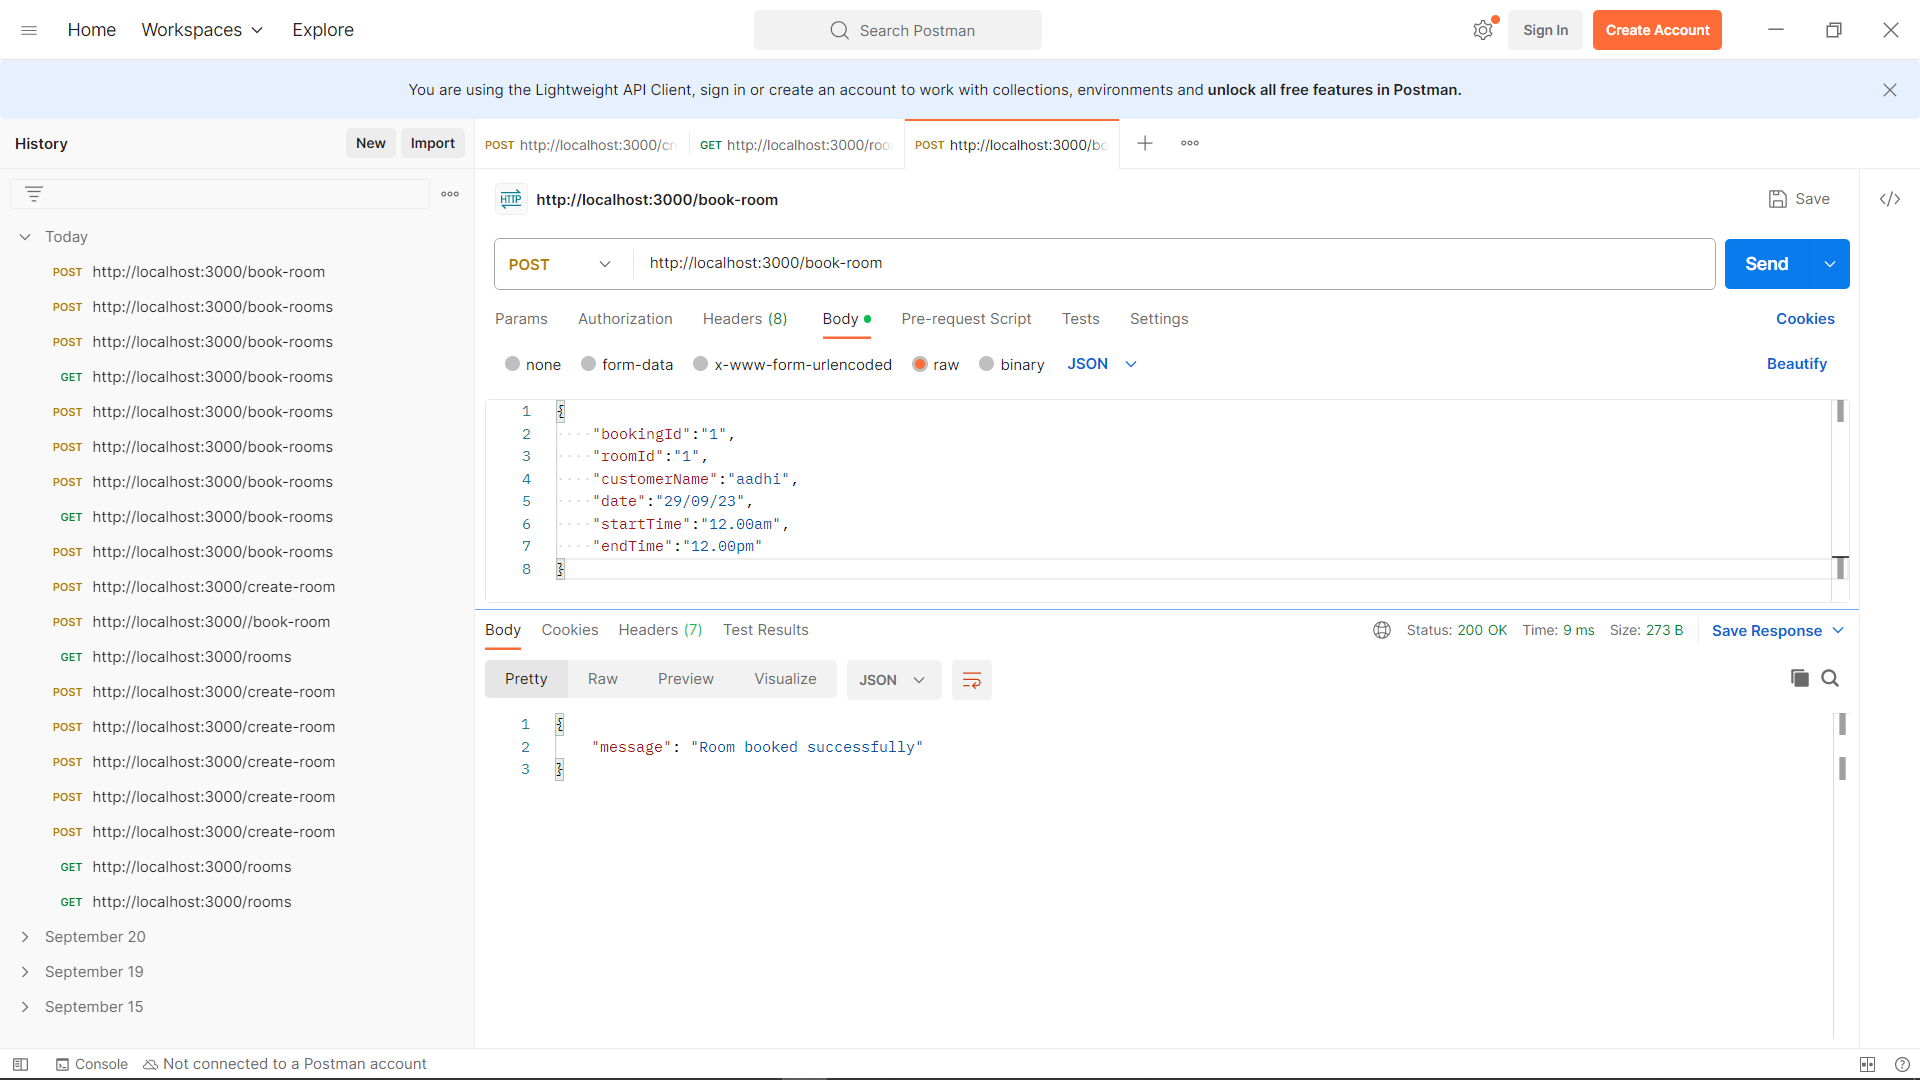 Home Workspaces Explore Search Postman Sign In Create Account
You are using the Lightweight API Client, sign in or create an account to work with collections, environments and unlock all free features in Postman.
History New Import
POST http://localhost:3000/cr GET http://localhost:3000/roo POST http://localhost:3000/bo
HTTP http://localhost:3000/book-room Save
Today
POST http://localhost:3000/book-room
POST http://localhost:3000/book-rooms
POST http://localhost:3000/book-rooms
GET http://localhost:3000/book-rooms
POST http://localhost:3000/book-rooms
POST http://localhost:3000/book-rooms
POST http://localhost:3000/book-rooms
GET http://localhost:3000/book-rooms
POST http://localhost:3000/book-rooms
POST http://localhost:3000/create-room
POST http://localhost:3000//book-room
GET http://localhost:3000/rooms
POST http://localhost:3000/create-room
POST http://localhost:3000/create-room
POST http://localhost:3000/create-room
POST http://localhost:3000/create-room
POST http://localhost:3000/create-room
GET http://localhost:3000/rooms
GET http://localhost:3000/rooms
September 20
September 19
September 15
POST http://localhost:3000/book-room Send
Params Authorization Headers (8) Body Pre-request Script Tests Settings Cookies
none form-data x-www-form-urlencoded raw binary JSON Beautify
1 {
2 "bookingId":"1",
3 "roomId":"1",
4 "customerName":"aadhi",
5 "date":"29/09/23",
6 "startTime":"12.00am",
7 "endTime":"12.00pm"
8 }
Body Cookies Headers (7) Test Results Status: 200 OK Time: 9 ms Size: 273 B Save Response
Pretty Raw Preview Visualize JSON
1 {
2 "message": "Room booked successfully"
3 }
Console Not connected to a Postman account